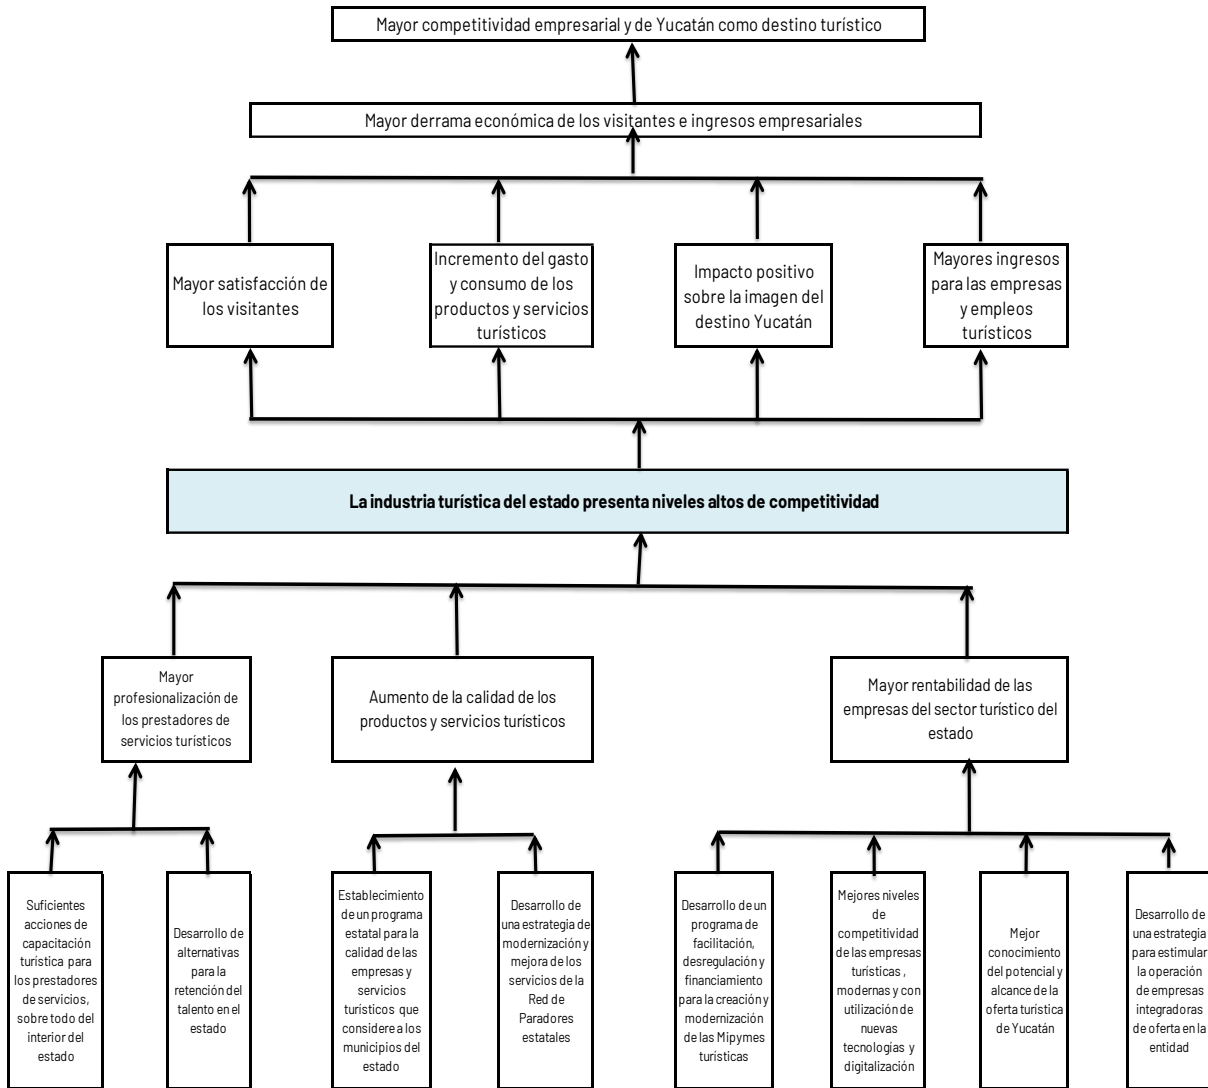 Mayor competitividad empresarial y de Yucatán como destino turístico
Mayor derrama económica de los visitantes e ingresos empresariales
Mayor satisfacción de
los visitantes
Incremento del gasto
y consumo de los
productos y servicios
turísticos
Impacto positivo
sobre la imagen del
destino Yucatán
Mayores ingresos
para las empresas
y empleos
turísticos
La industria turística del estado presenta niveles altos de competitividad
Mayor
profesionalización de
los prestadores de
servicios turísticos
Aumento de la calidad de los
productos y servicios turísticos
Mayor rentabilidad de las
empresas del sector turístico del
estado
Suficientes
acciones de
capacitación
turística para
los prestadores
de servicios,
sobre todo del
interior del
estado
Desarrollo de
alternativas
para la
retención del
talento en el
estado
Establecimiento
de un programa
estatal para la
calidad de las
empresas y
servicios
turísticos que
considere a los
municipios del
estado
Desarrollo de
una estrategia de
modernización y
mejora de los
servicios de la
Red de
Paradores
estatales
Desarrollo de un
programa de
facilitación,
desregulación y
financiamiento
para la creación y
modernización
de las Mipymes
turísticas
Mejores niveles
de
competitividad
de las empresas
turísticas ,
modernas y con
utilización de
nuevas
tecnologías y
digitalización
Mejor
conocimiento
del potencial y
alcance de la
oferta turística
de Yucatán
Desarrollo de
una estrategia
para estimular
la operación
de empresas
integradoras
de oferta en la
entidad